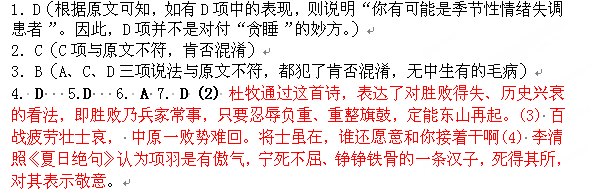 1. D(根据原文可知，如有 D 项中的表现，则说明“你有可能是季节性情绪失调
患者”。因此，D 项并不是对付“贪睡”的妙方。)
2. C (C 项与原文不符，肯否混淆)
3. B (A、C、D 三项说法与原文不符，都犯了肯否混淆，无中生有的毛病)
4. D 5.D 6. A 7. D (2) 杜牧通过这首诗，表达了对胜败得失、历史兴衰
的看法，即胜败乃兵家常事，只要忍辱负重、重整旗鼓，定能东山再起。(3) 百
战疲劳壮士哀，中原一败势难回。将士虽在，谁还愿意和你接着干啊(4) 李清
照《夏日绝句》认为项羽是有傲气，宁死不屈、铮铮铁骨的一条汉子，死得其所，
对其表示敬意。